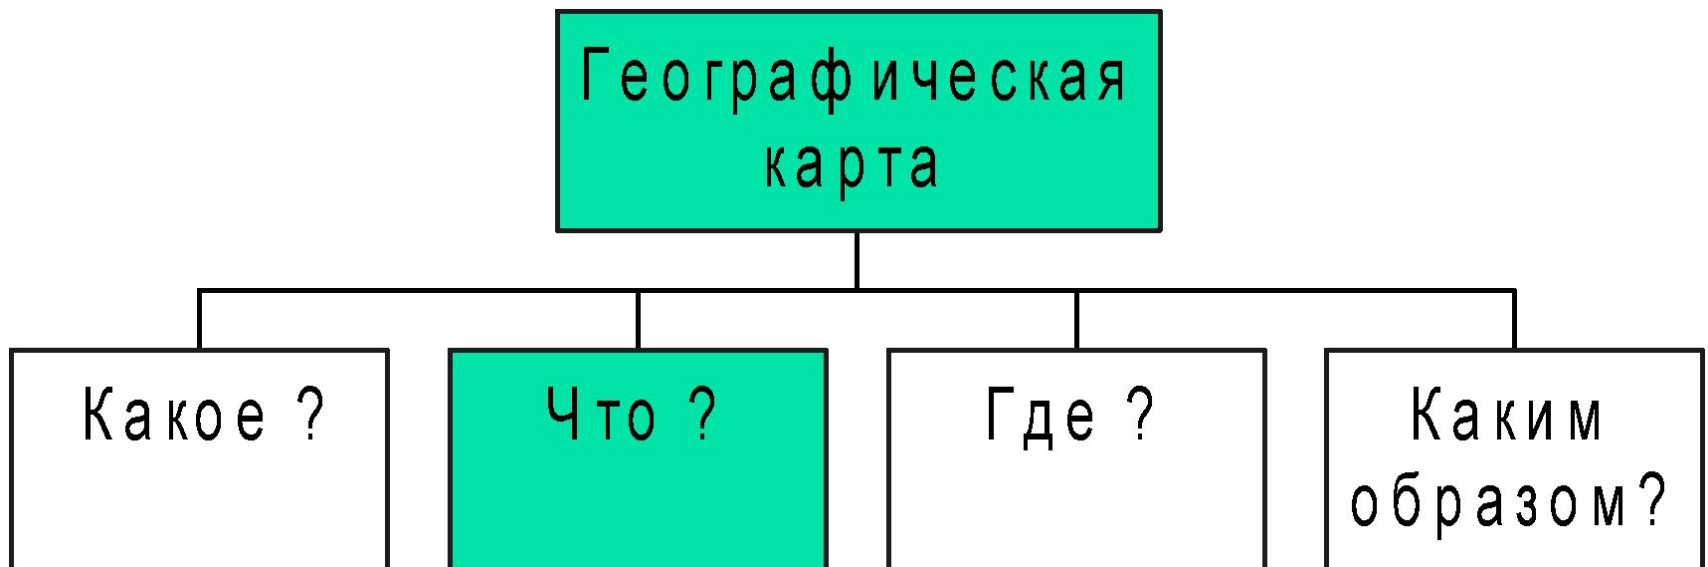 Географическая
карта
Какое ?
Что ?
Где ?
Каким
образом?